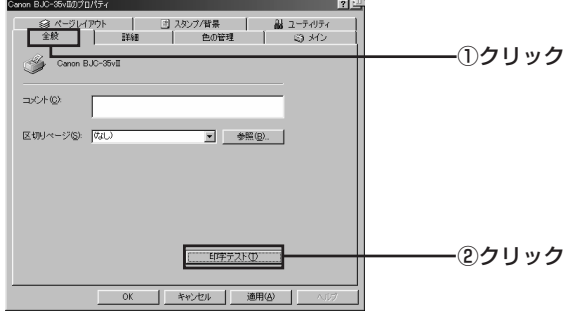 Canon BJC-35vⅡのプロパティ
ページレイアウト スタンプ/背景 ユーティリティ
全般 詳細 色の管理 メイン
①クリック
Canon BJC-35vⅡ
コメント(C):
区切りページ(S): (なし) 参照(B)...
印字テスト(T)
②クリック
OK キャンセル 適用(A) ヘルプ